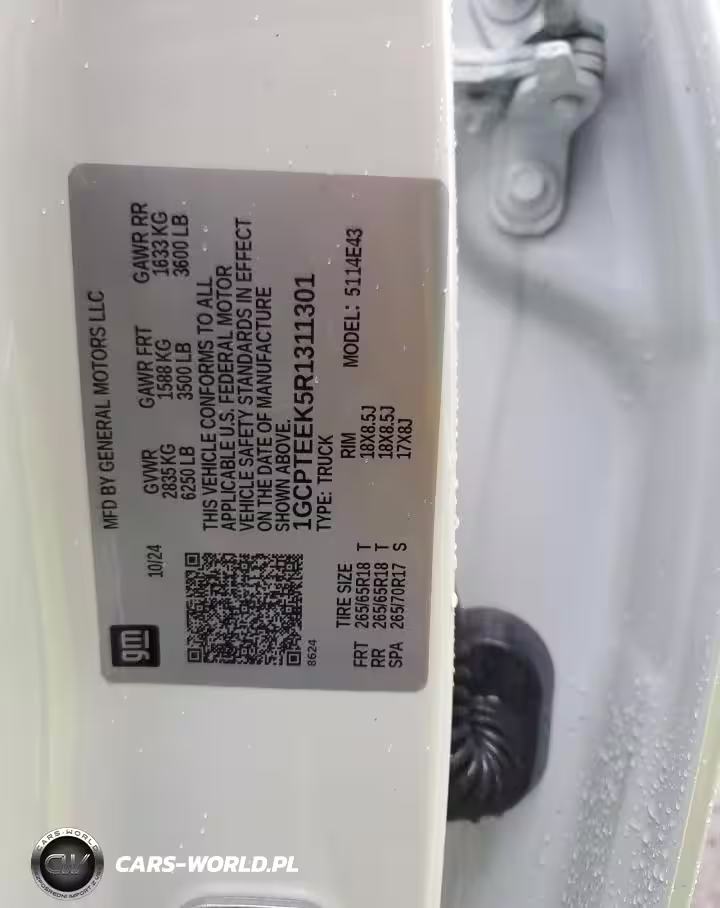 MFD BY GENERAL MOTORS LLC
10/24
GVWR GAWR FRT GAWR RR
2835 KG 1588 KG 1633 KG
6250 LB 3500 LB 3600 LB
THIS VEHICLE CONFORMS TO ALL
APPLICABLE U.S. FEDERAL MOTOR
VEHICLE SAFETY STANDARDS IN EFFECT
ON THE DATE OF MANUFACTURE
SHOWN ABOVE.
1GCPTEEK5R1311301
TYPE: TRUCK MODEL: 5114E43
gm
8624
TIRE SIZE RIM
FRT 265/65R18 T 18X8.5J
RR 265/65R18 T 18X8.5J
SPA 265/70R17 S 17X8J
CARS-WORLD
CW
CARS-WORLD.PL